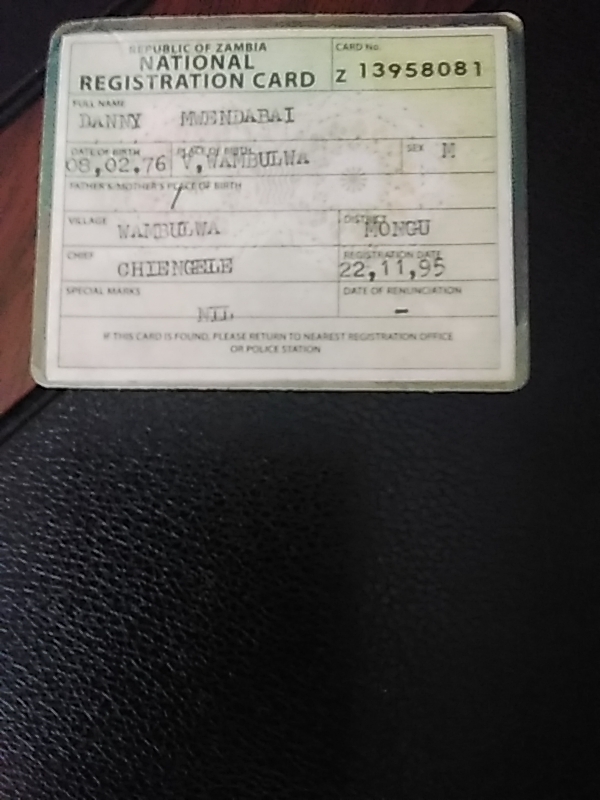 REPUBLIC OF ZAMBIA
NATIONAL
REGISTRATION CARD
CARD No.
Z 13958081
FULL NAME
DANNY MWENDABAI
DATE OF BIRTH PLACE OF BIRTH SEX M
08,02.76 V,WAMBULWA
FATHER'S/MOTHER'S PLACE OF BIRTH
/
VILLAGE WAMBULWA DISTRICT MONGU
CHIEF CHIENGELE REGISTRATION DATE 22,11,95
SPECIAL MARKS DATE OF RENUNCIATION
NIL –
IF THIS CARD IS FOUND, PLEASE RETURN TO NEAREST REGISTRATION OFFICE
OR POLICE STATION